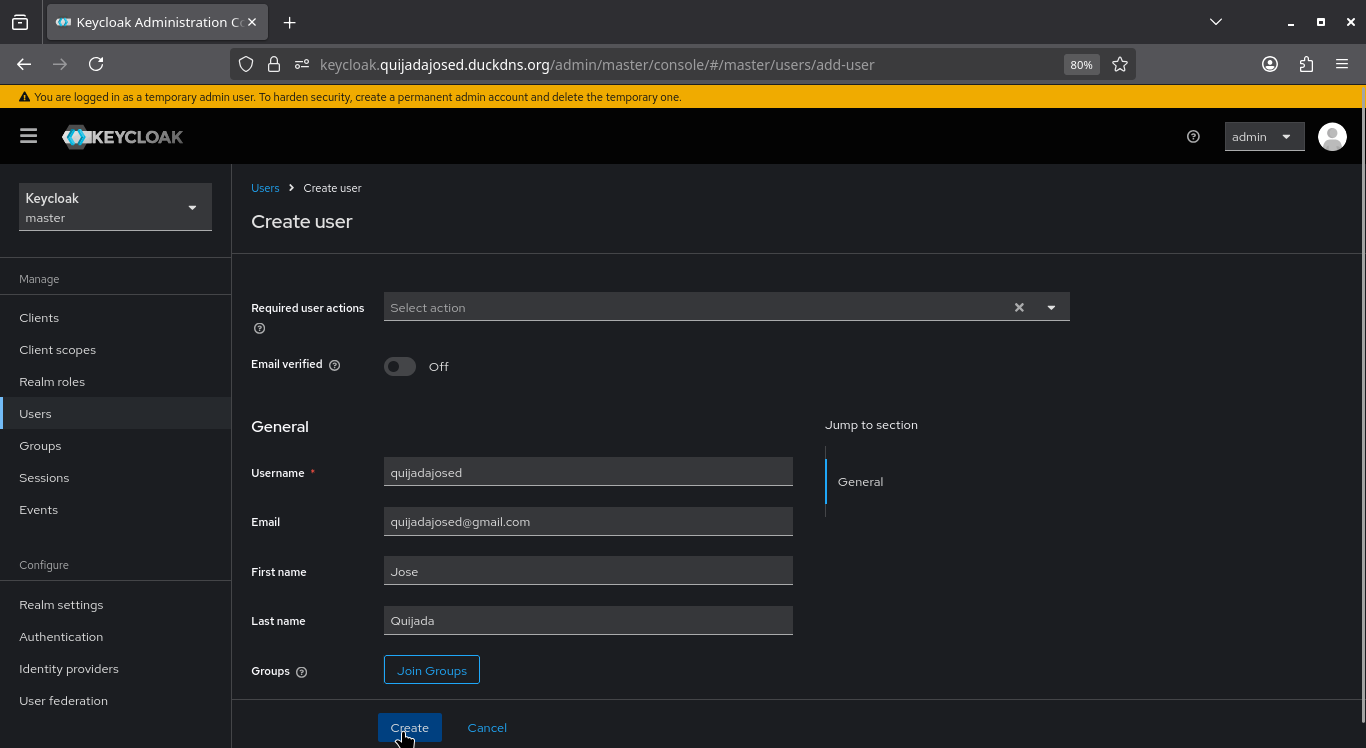 Keycloak Administration Co
keycloak.quijadajosed.duckdns.org/admin/master/console/#/master/users/add-user
80%
You are logged in as a temporary admin user. To harden security, create a permanent admin account and delete the temporary one.
KEYCLOAK
admin
Keycloak
master
Manage
Clients
Client scopes
Realm roles
Users
Groups
Sessions
Events
Configure
Realm settings
Authentication
Identity providers
User federation
Users > Create user
Create user
Required user actions
Select action
Email verified
Off
General
Username *
quijadajosed
Email
quijadajosed@gmail.com
First name
Jose
Last name
Quijada
Groups
Join Groups
Jump to section
General
Create
Cancel